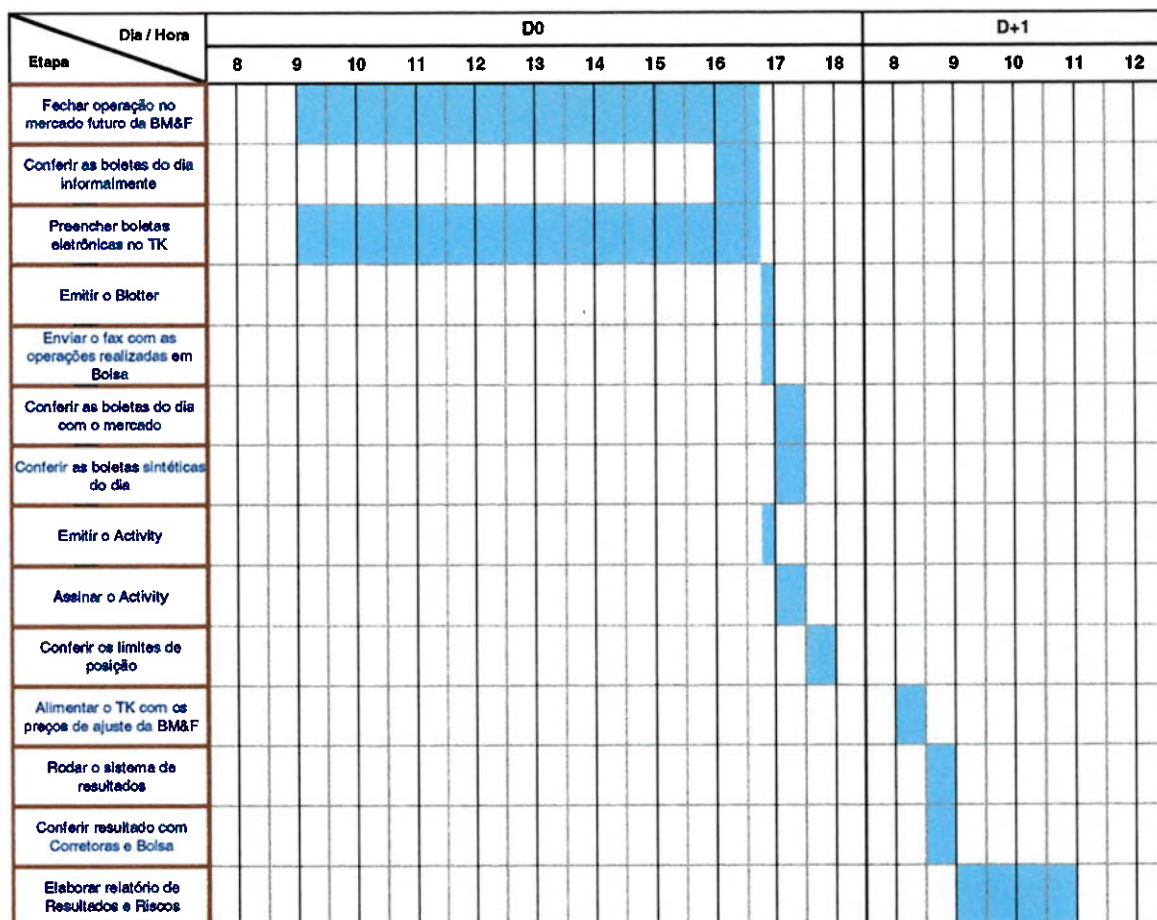 Dia / Hora
Etapa
D0
D+1
8 9 10 11 12 13 14 15 16 17 18 8 9 10 11 12
Fechar operação no
mercado futuro da BM&F
Conferir as boletas do dia
informalmente
Preencher boletas
eletrônicas no TK
Emitir o Blotter
Enviar o fax com as
operações realizadas em
Bolsa
Conferir as boletas do dia
com o mercado
Conferir as boletas sintéticas
do dia
Emitir o Activity
Assinar o Activity
Conferir os limites de
posição
Alimentar o TK com os
preços de ajuste da BM&F
Rodar o sistema de
resultados
Conferir resultado com
Corretoras e Bolsa
Elaborar relatório de
Resultados e Riscos